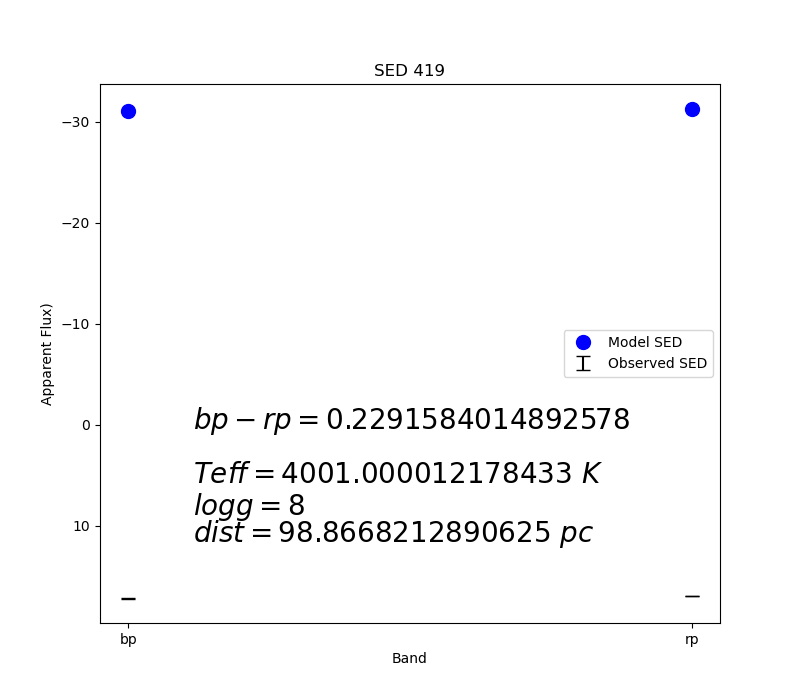 SED 419
−30
−20
−10
0
10
Apparent Flux)
Model SED
Observed SED
bp − rp = 0.2291584014892578
Teff = 4001.000012178433 K
logg = 8
dist = 98.8668212890625 pc
bp
rp
Band